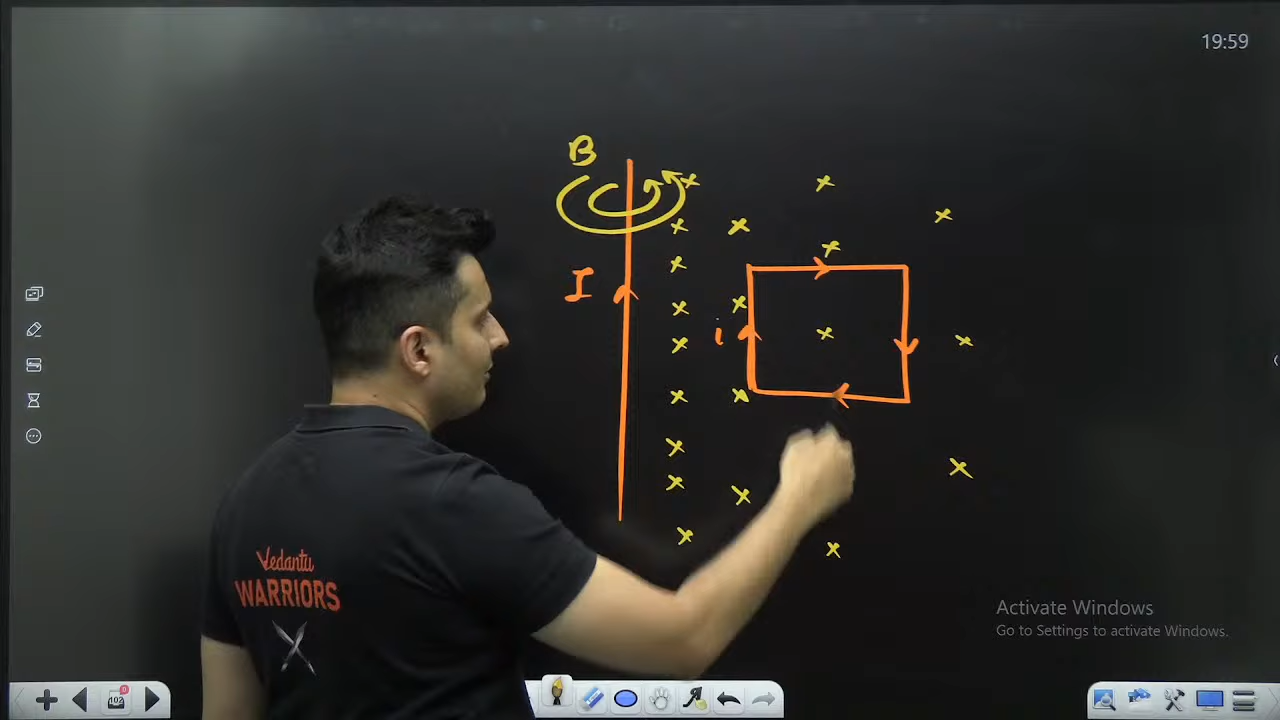 19:59
B
I
i
Vedantu
WARRIORS
Activate Windows
Go to Settings to activate Windows.